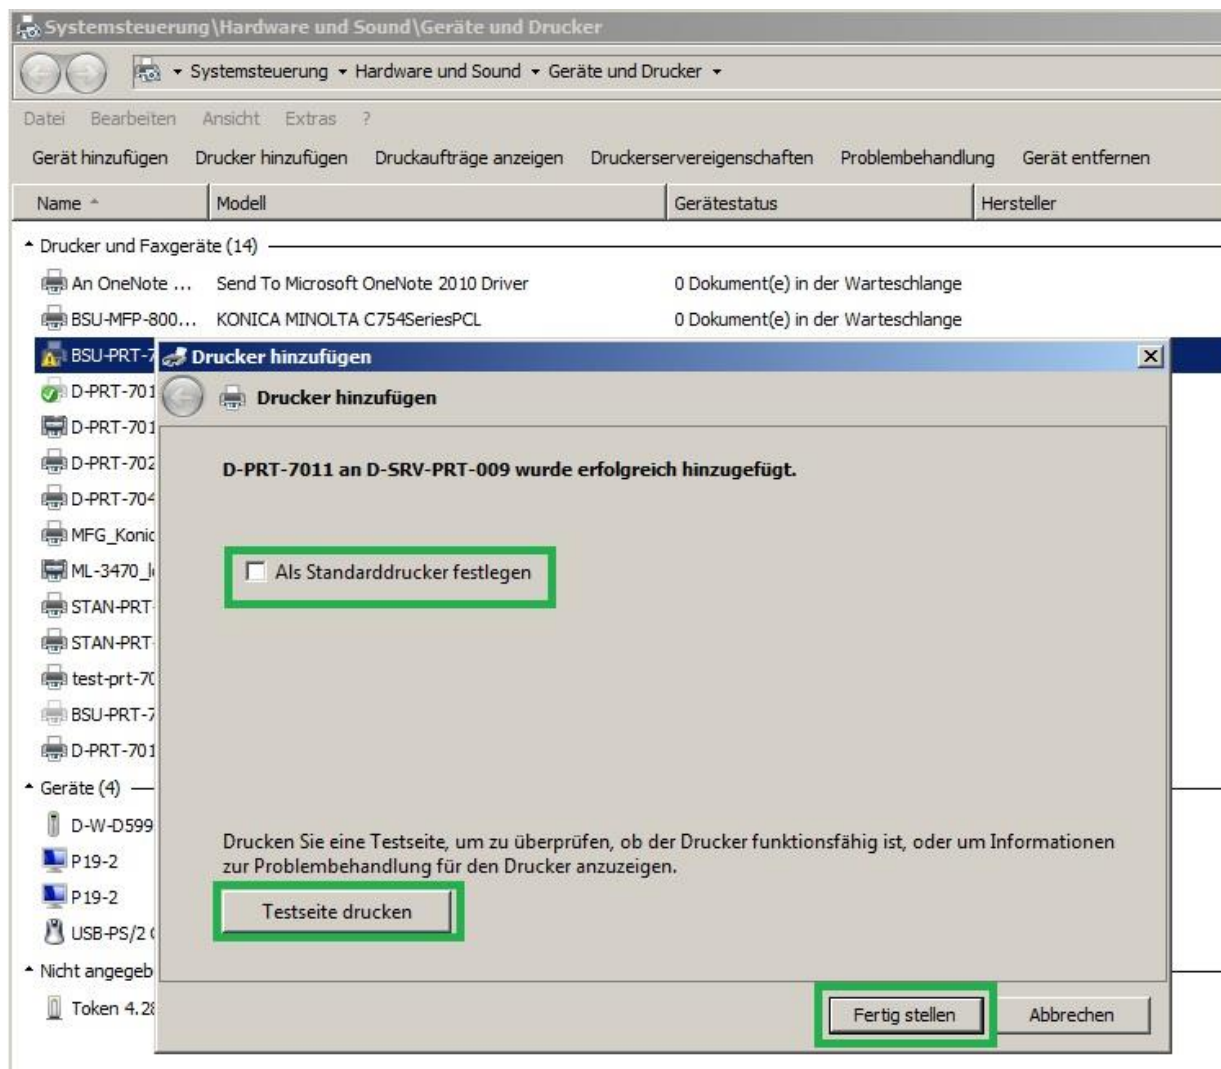 Systemsteuerung\Hardware und Sound\Geräte und Drucker
Systemsteuerung Hardware und Sound Geräte und Drucker
Datei Bearbeiten Ansicht Extras ?
Gerät hinzufügen Drucker hinzufügen Druckaufträge anzeigen Druckerservereigenschaften Problembehandlung Gerät entfernen
Name Modell Gerätestatus Hersteller
Drucker und Faxgeräte (14)
An OneNote ... Send To Microsoft OneNote 2010 Driver 0 Dokument(e) in der Warteschlange
BSU-MFP-800... KONICA MINOLTA C754SeriesPCL 0 Dokument(e) in der Warteschlange
BSU-PRT-7
D-PRT-701
D-PRT-701
D-PRT-702
D-PRT-704
MFG_Konic
ML-3470_l
STAN-PRT-
STAN-PRT-
test-prt-70
BSU-PRT-7
D-PRT-701
Geräte (4)
D-W-D599
P19-2
P19-2
USB-PS/2
Nicht angegeb
Token 4.28
Drucker hinzufügen
Drucker hinzufügen
D-PRT-7011 an D-SRV-PRT-009 wurde erfolgreich hinzugefügt.
Als Standarddrucker festlegen
Drucken Sie eine Testseite, um zu überprüfen, ob der Drucker funktionsfähig ist, oder um Informationen
zur Problembehandlung für den Drucker anzuzeigen.
Testseite drucken
Fertig stellen Abbrechen